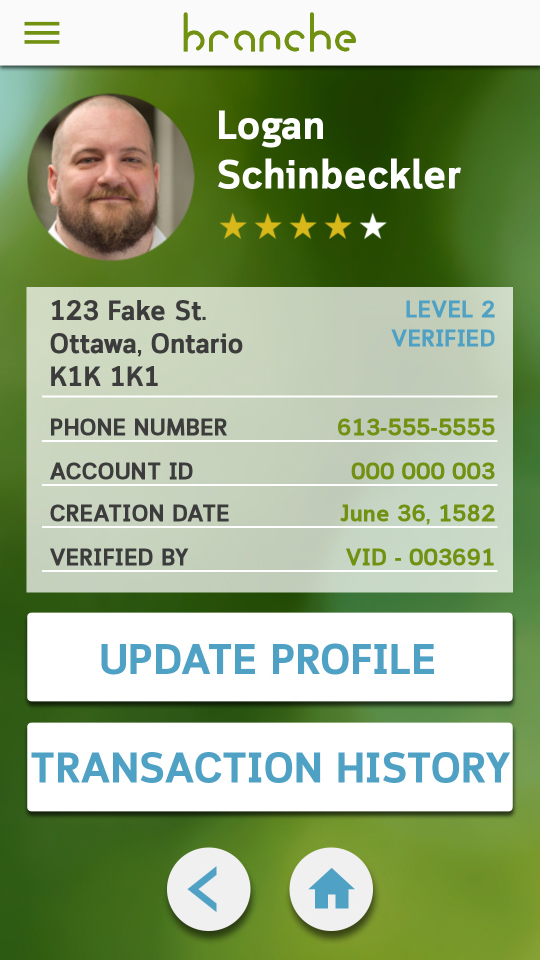 branche
Logan
Schinbeckler
123 Fake St.
Ottawa, Ontario
K1K 1K1
LEVEL 2
VERIFIED
PHONE NUMBER 613-555-5555
ACCOUNT ID 000 000 003
CREATION DATE June 36, 1582
VERIFIED BY VID - 003691
UPDATE PROFILE
TRANSACTION HISTORY